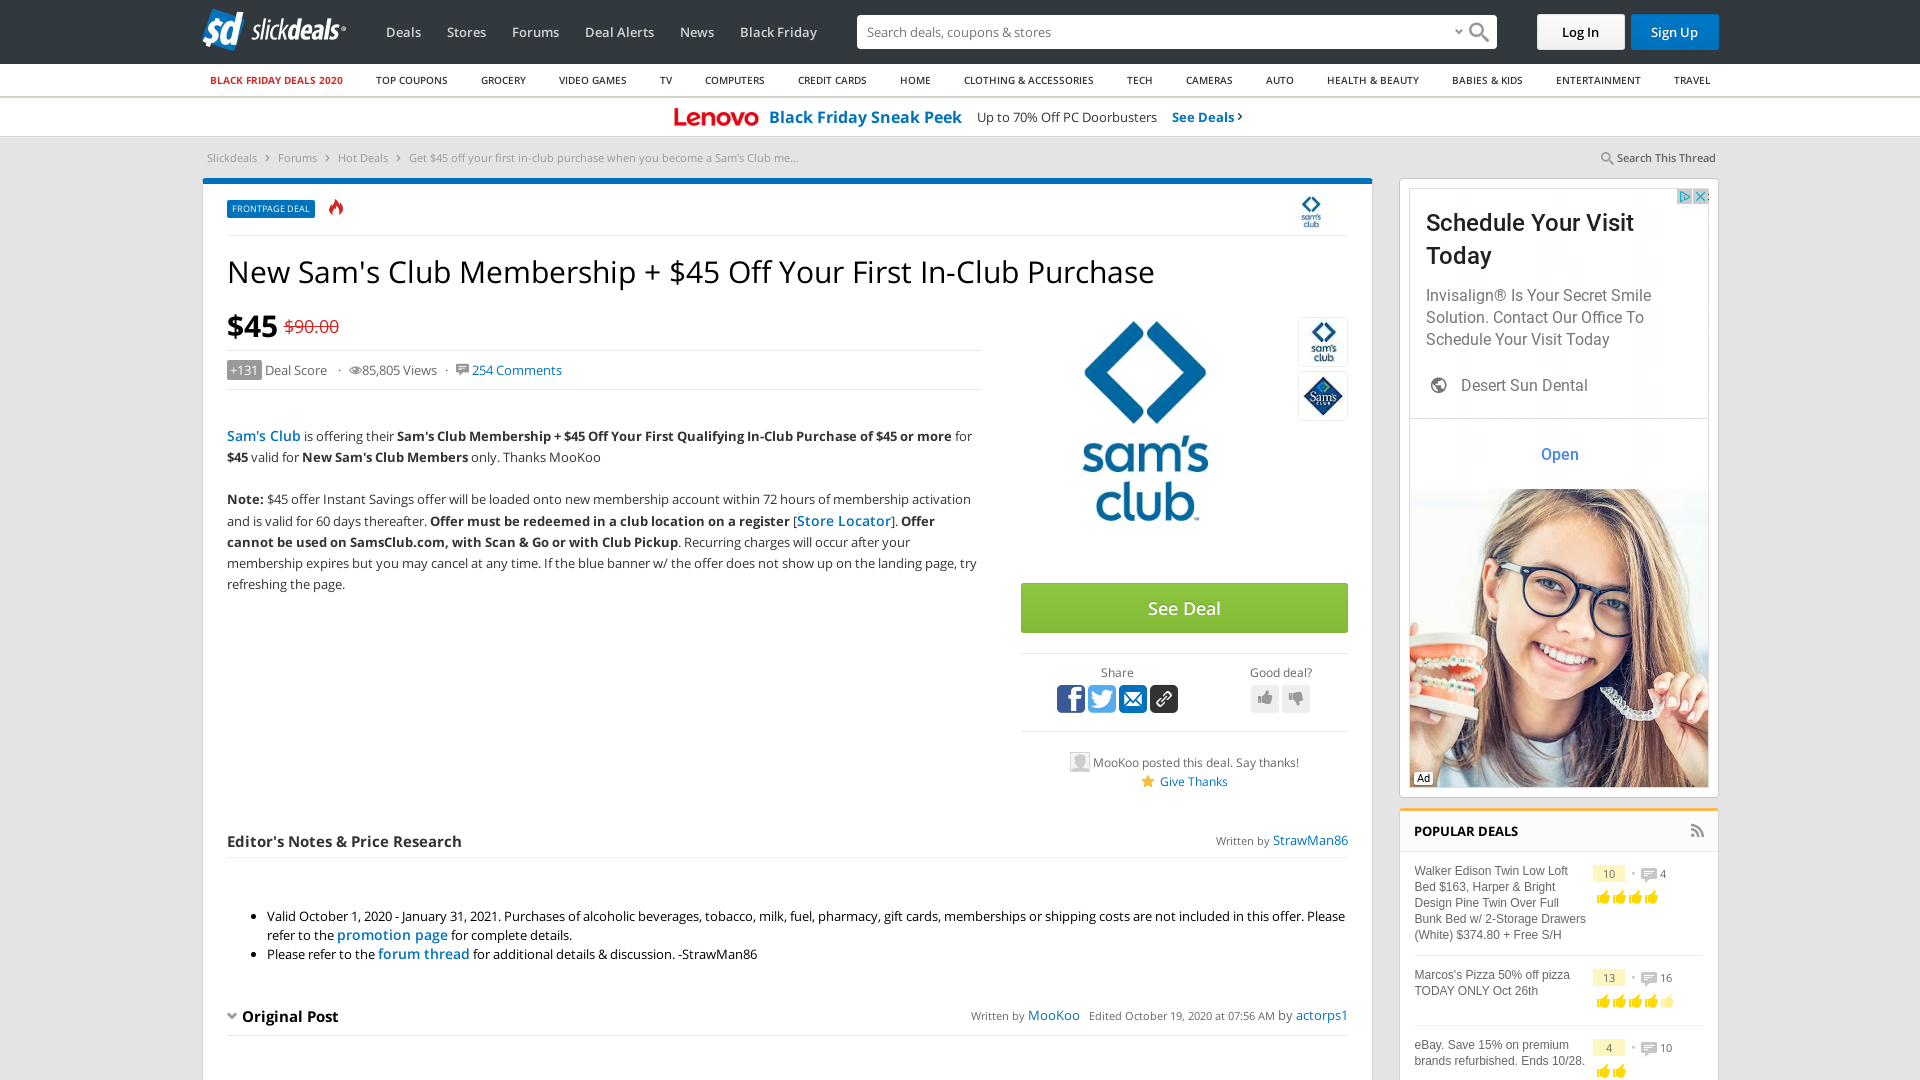 sd slickdeals
Deals Stores Forums Deal Alerts News Black Friday
Search deals, coupons & shops
Log In
Sign Up
BLACK FRIDAY DEALS 2020 TOP COUPONS GROCERY VIDEO GAMES TV COMPUTERS CREDIT CARDS HOME CLOTHING & ACCESSORIES TECH CAMERAS AUTO HEALTH & BEAUTY BABIES & KIDS ENTERTAINMENT TRAVEL
Lenovo Black Friday Sneak Peek Up to 70% Off PC Doorbusters See Deals ›
Slickdeals › Forums › Hot Deals › Get $45 off your first in-club purchase when you become a Sam's Club me...
Search This Thread
FRONTPAGE DEAL
sam's
club
New Sam's Club Membership + $45 Off Your First In-Club Purchase
$45 $90.00
+131 Deal Score · 85,805 Views · 254 Comments
Sam's Club is offering their Sam's Club Membership + $45 Off Your First Qualifying In-Club Purchase of $45 or more for
$45 valid for New Sam's Club Members only. Thanks MooKoo
Note: $45 offer Instant Savings offer will be loaded onto new membership account within 72 hours of membership activation
and is valid for 60 days thereafter. Offer must be redeemed in a club location on a register [Store Locator]. Offer
cannot be used on SamsClub.com, with Scan & Go or with Club Pickup. Recurring charges will occur after your
membership expires but you may cancel at any time. If the blue banner w/ the offer does not show up on the landing page, try
refreshing the page.
sam's
club™
sam's
club
Sam's
CLUB
See Deal
Share
Good deal?
MooKoo posted this deal. Say thanks!
Give Thanks
Editor's Notes & Price Research
Written by StrawMan86
• Valid October 1, 2020 - January 31, 2021. Purchases of alcoholic beverages, tobacco, milk, fuel, pharmacy, gift cards, memberships or shipping costs are not included in this offer. Please
refer to the promotion page for complete details.
• Please refer to the forum thread for additional details & discussion. -StrawMan86
Original Post
Written by MooKoo Edited October 19, 2020 at 07:56 AM by actorps1
Schedule Your Visit
Today
Invisalign® Is Your Secret Smile
Solution. Contact Our Office To
Schedule Your Visit Today
Desert Sun Dental
Open
Ad
POPULAR DEALS
Walker Edison Twin Low Loft
Bed $163, Harper & Bright
Design Pine Twin Over Full
Bunk Bed w/ 2-Storage Drawers
(White) $374.80 + Free S/H
10 • 4
Marcos's Pizza 50% off pizza
TODAY ONLY Oct 26th
13 • 16
eBay. Save 15% on premium
brands refurbished. Ends 10/28.
4 • 10